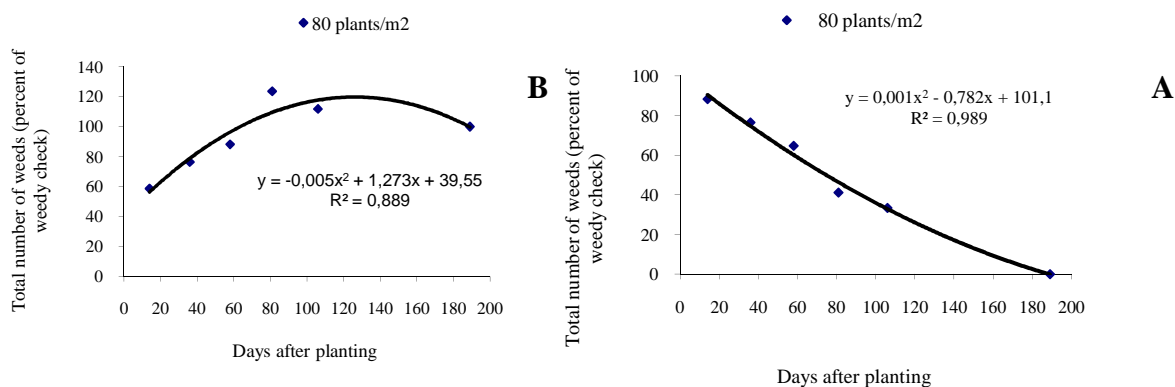 80 plants/m2
Total number of weeds (percent of
weedy check)
140
120
100
80
60
40
20
0
B
y = -0,005x² + 1,273x + 39,55
R² = 0,889
0 20 40 60 80 100 120 140 160 180 200
Days after planting
80 plants/m2
Total number of weeds (percent of
weedy check)
100
80
60
40
20
0
A
y = 0,001x² - 0,782x + 101,1
R² = 0,989
0 20 40 60 80 100 120 140 160 180 200
Days after planting